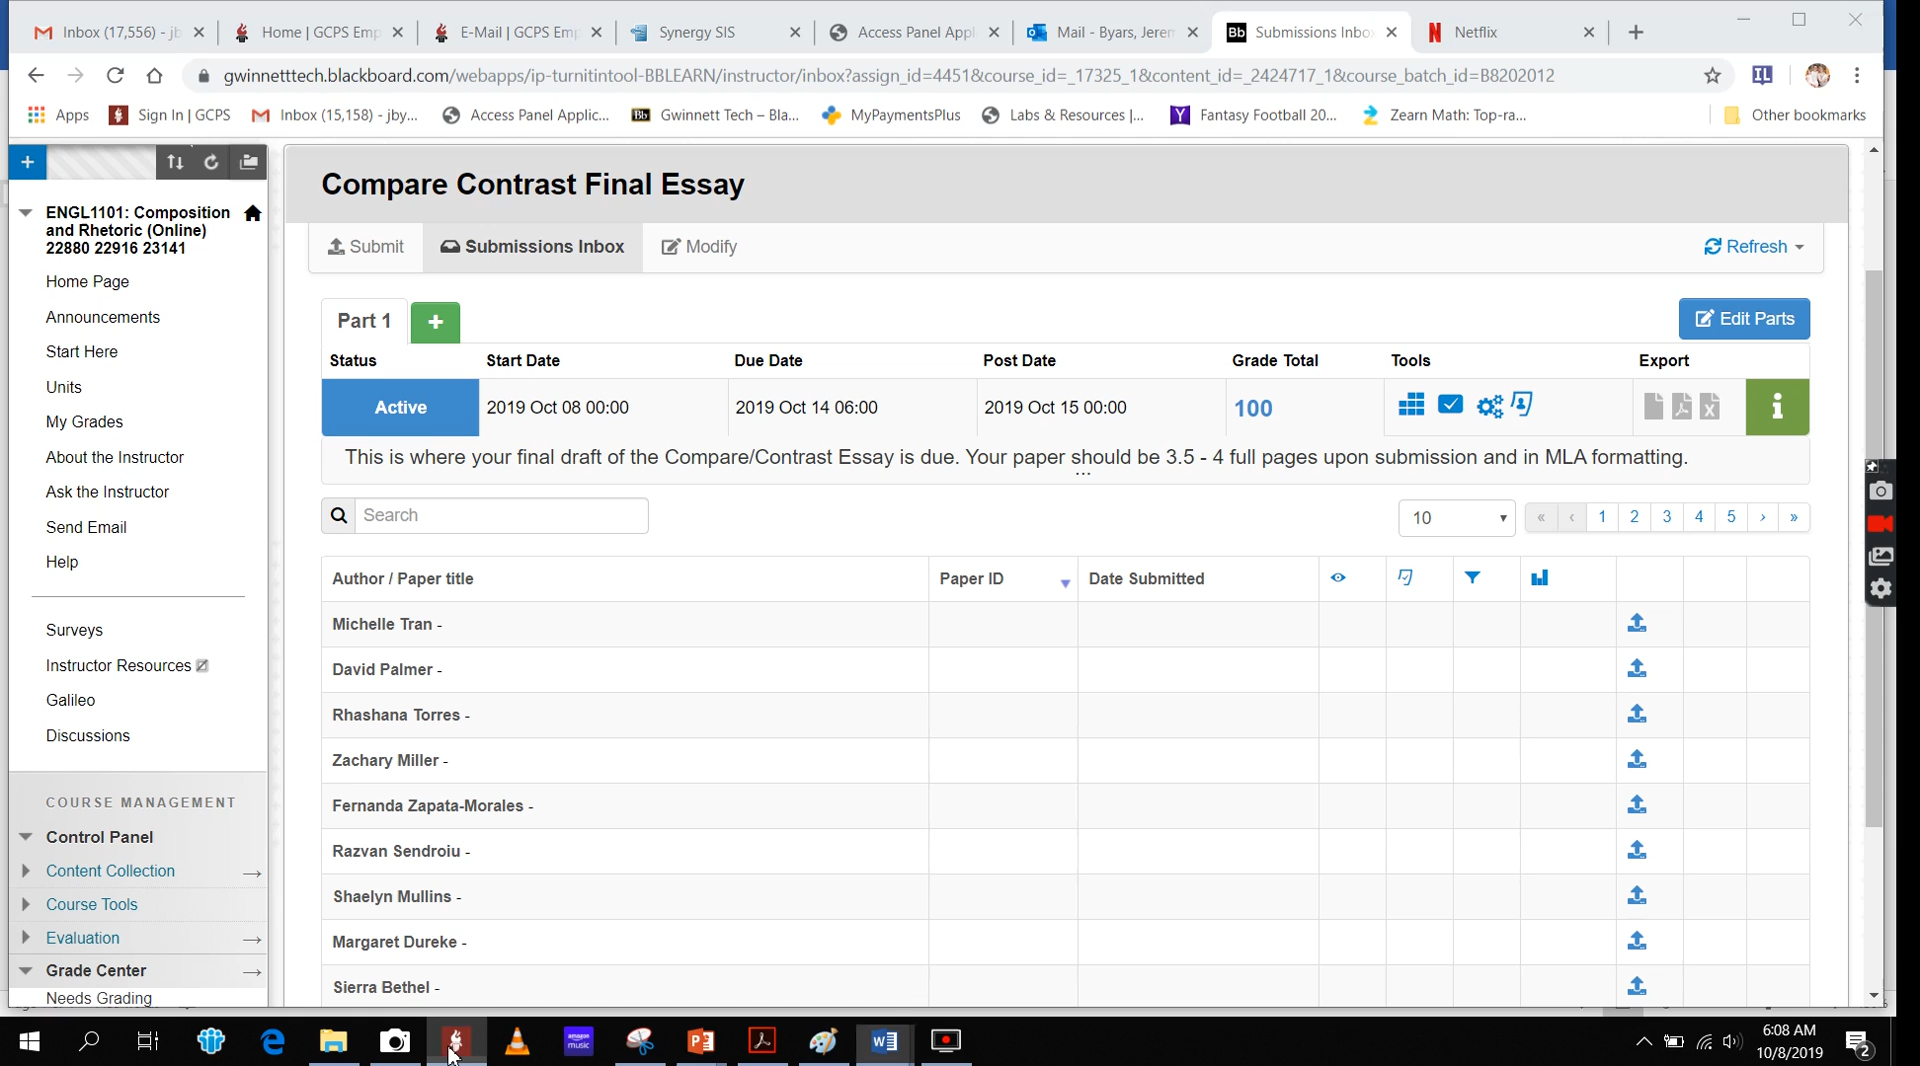 Inbox (17,556) - jb
Home | GCPS Emp
E-Mail | GCPS Emp
Synergy SIS
Access Panel Appl
Mail - Byars, Jerem
Bb Submissions Inbo
Netflix
gwinnetttech.blackboard.com/webapps/ip-turnitintool-BBLEARN/instructor/inbox?assign_id=4451&course_id=_17325_1&content_id=_2424717_1&course_batch_id=B8202012
IL
Apps
Sign In | GCPS
Inbox (15,158) - jby...
Access Panel Applic...
Bb Gwinnett Tech – Bla...
MyPaymentsPlus
Labs & Resources |...
Fantasy Football 20...
Zearn Math: Top-ra...
Other bookmarks
ENGL1101: Composition
and Rhetoric (Online)
22880 22916 23141
Home Page
Announcements
Start Here
Units
My Grades
About the Instructor
Ask the Instructor
Send Email
Help
Surveys
Instructor Resources
Galileo
Discussions
COURSE MANAGEMENT
Control Panel
Content Collection
Course Tools
Evaluation
Grade Center
Needs Grading
Compare Contrast Final Essay
Submit
Submissions Inbox
Modify
Refresh
Part 1
+
Edit Parts
Status Start Date Due Date Post Date Grade Total Tools Export
Active 2019 Oct 08 00:00 2019 Oct 14 06:00 2019 Oct 15 00:00 100
This is where your final draft of the Compare/Contrast Essay is due. Your paper should be 3.5 - 4 full pages upon submission and in MLA formatting.
...
Search
10
« ‹ 1 2 3 4 5 › »
Author / Paper title Paper ID Date Submitted
Michelle Tran -
David Palmer -
Rhashana Torres -
Zachary Miller -
Fernanda Zapata-Morales -
Razvan Sendroiu -
Shaelyn Mullins -
Margaret Dureke -
Sierra Bethel -
amazon
music
6:08 AM
10/8/2019
2